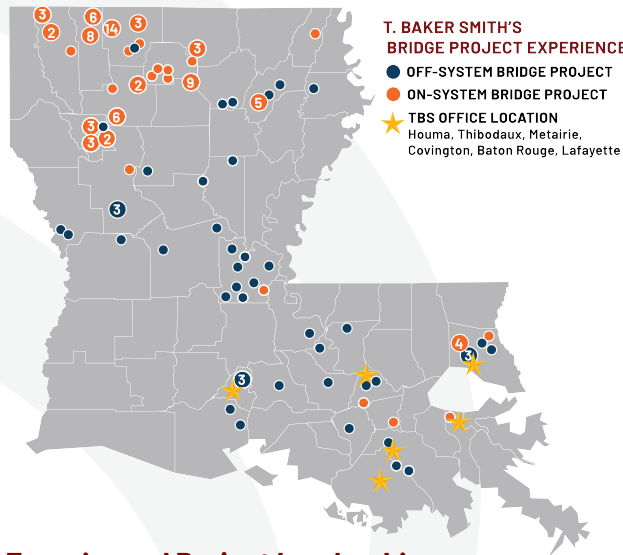 T. BAKER SMITH'S
BRIDGE PROJECT EXPERIENCE
OFF-SYSTEM BRIDGE PROJECT
ON-SYSTEM BRIDGE PROJECT
TBS OFFICE LOCATION
Houma, Thibodaux, Metairie,
Covington, Baton Rouge, Lafayette
3
6
3
2
8
14
3
2
9
5
6
3
2
3
3
4
3
3